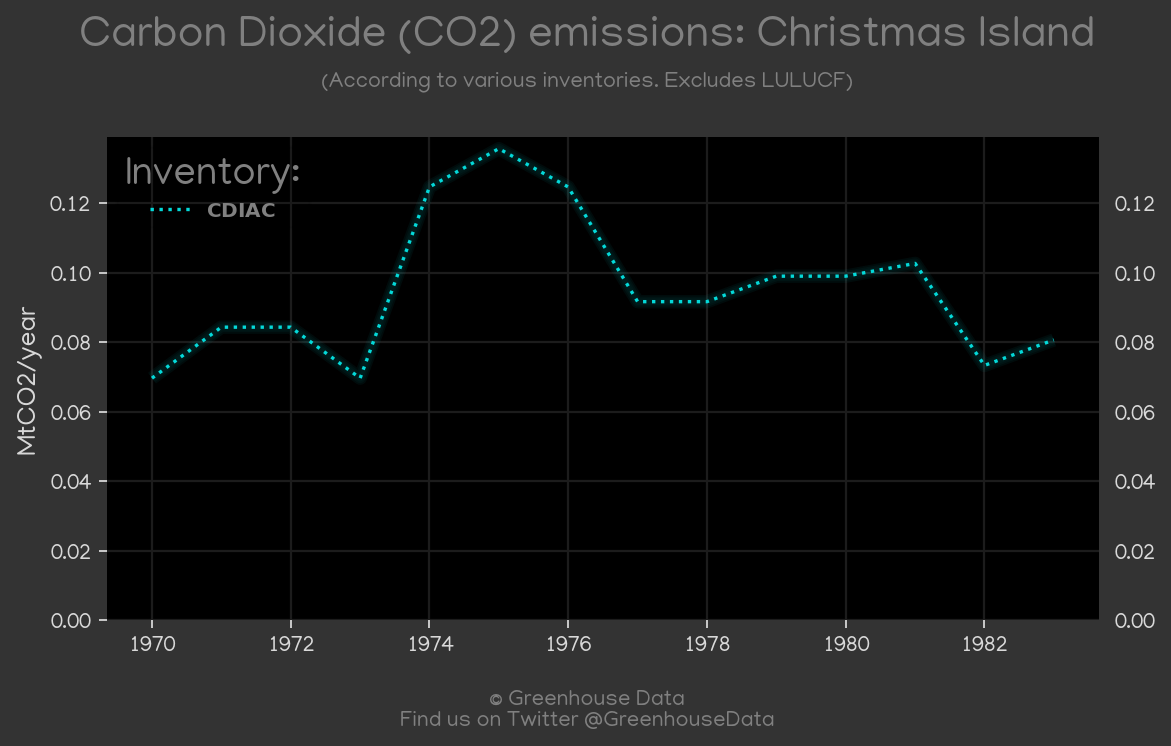 Carbon Dioxide (CO2) emissions: Christmas Island
(According to various inventories. Excludes LULUCF)
Inventory:
CDIAC
MtCO2/year
0.12 0.12
0.10 0.10
0.08 0.08
0.06 0.06
0.04 0.04
0.02 0.02
0.00 0.00
1970 1972 1974 1976 1978 1980 1982
© Greenhouse Data
Find us on Twitter @GreenhouseData